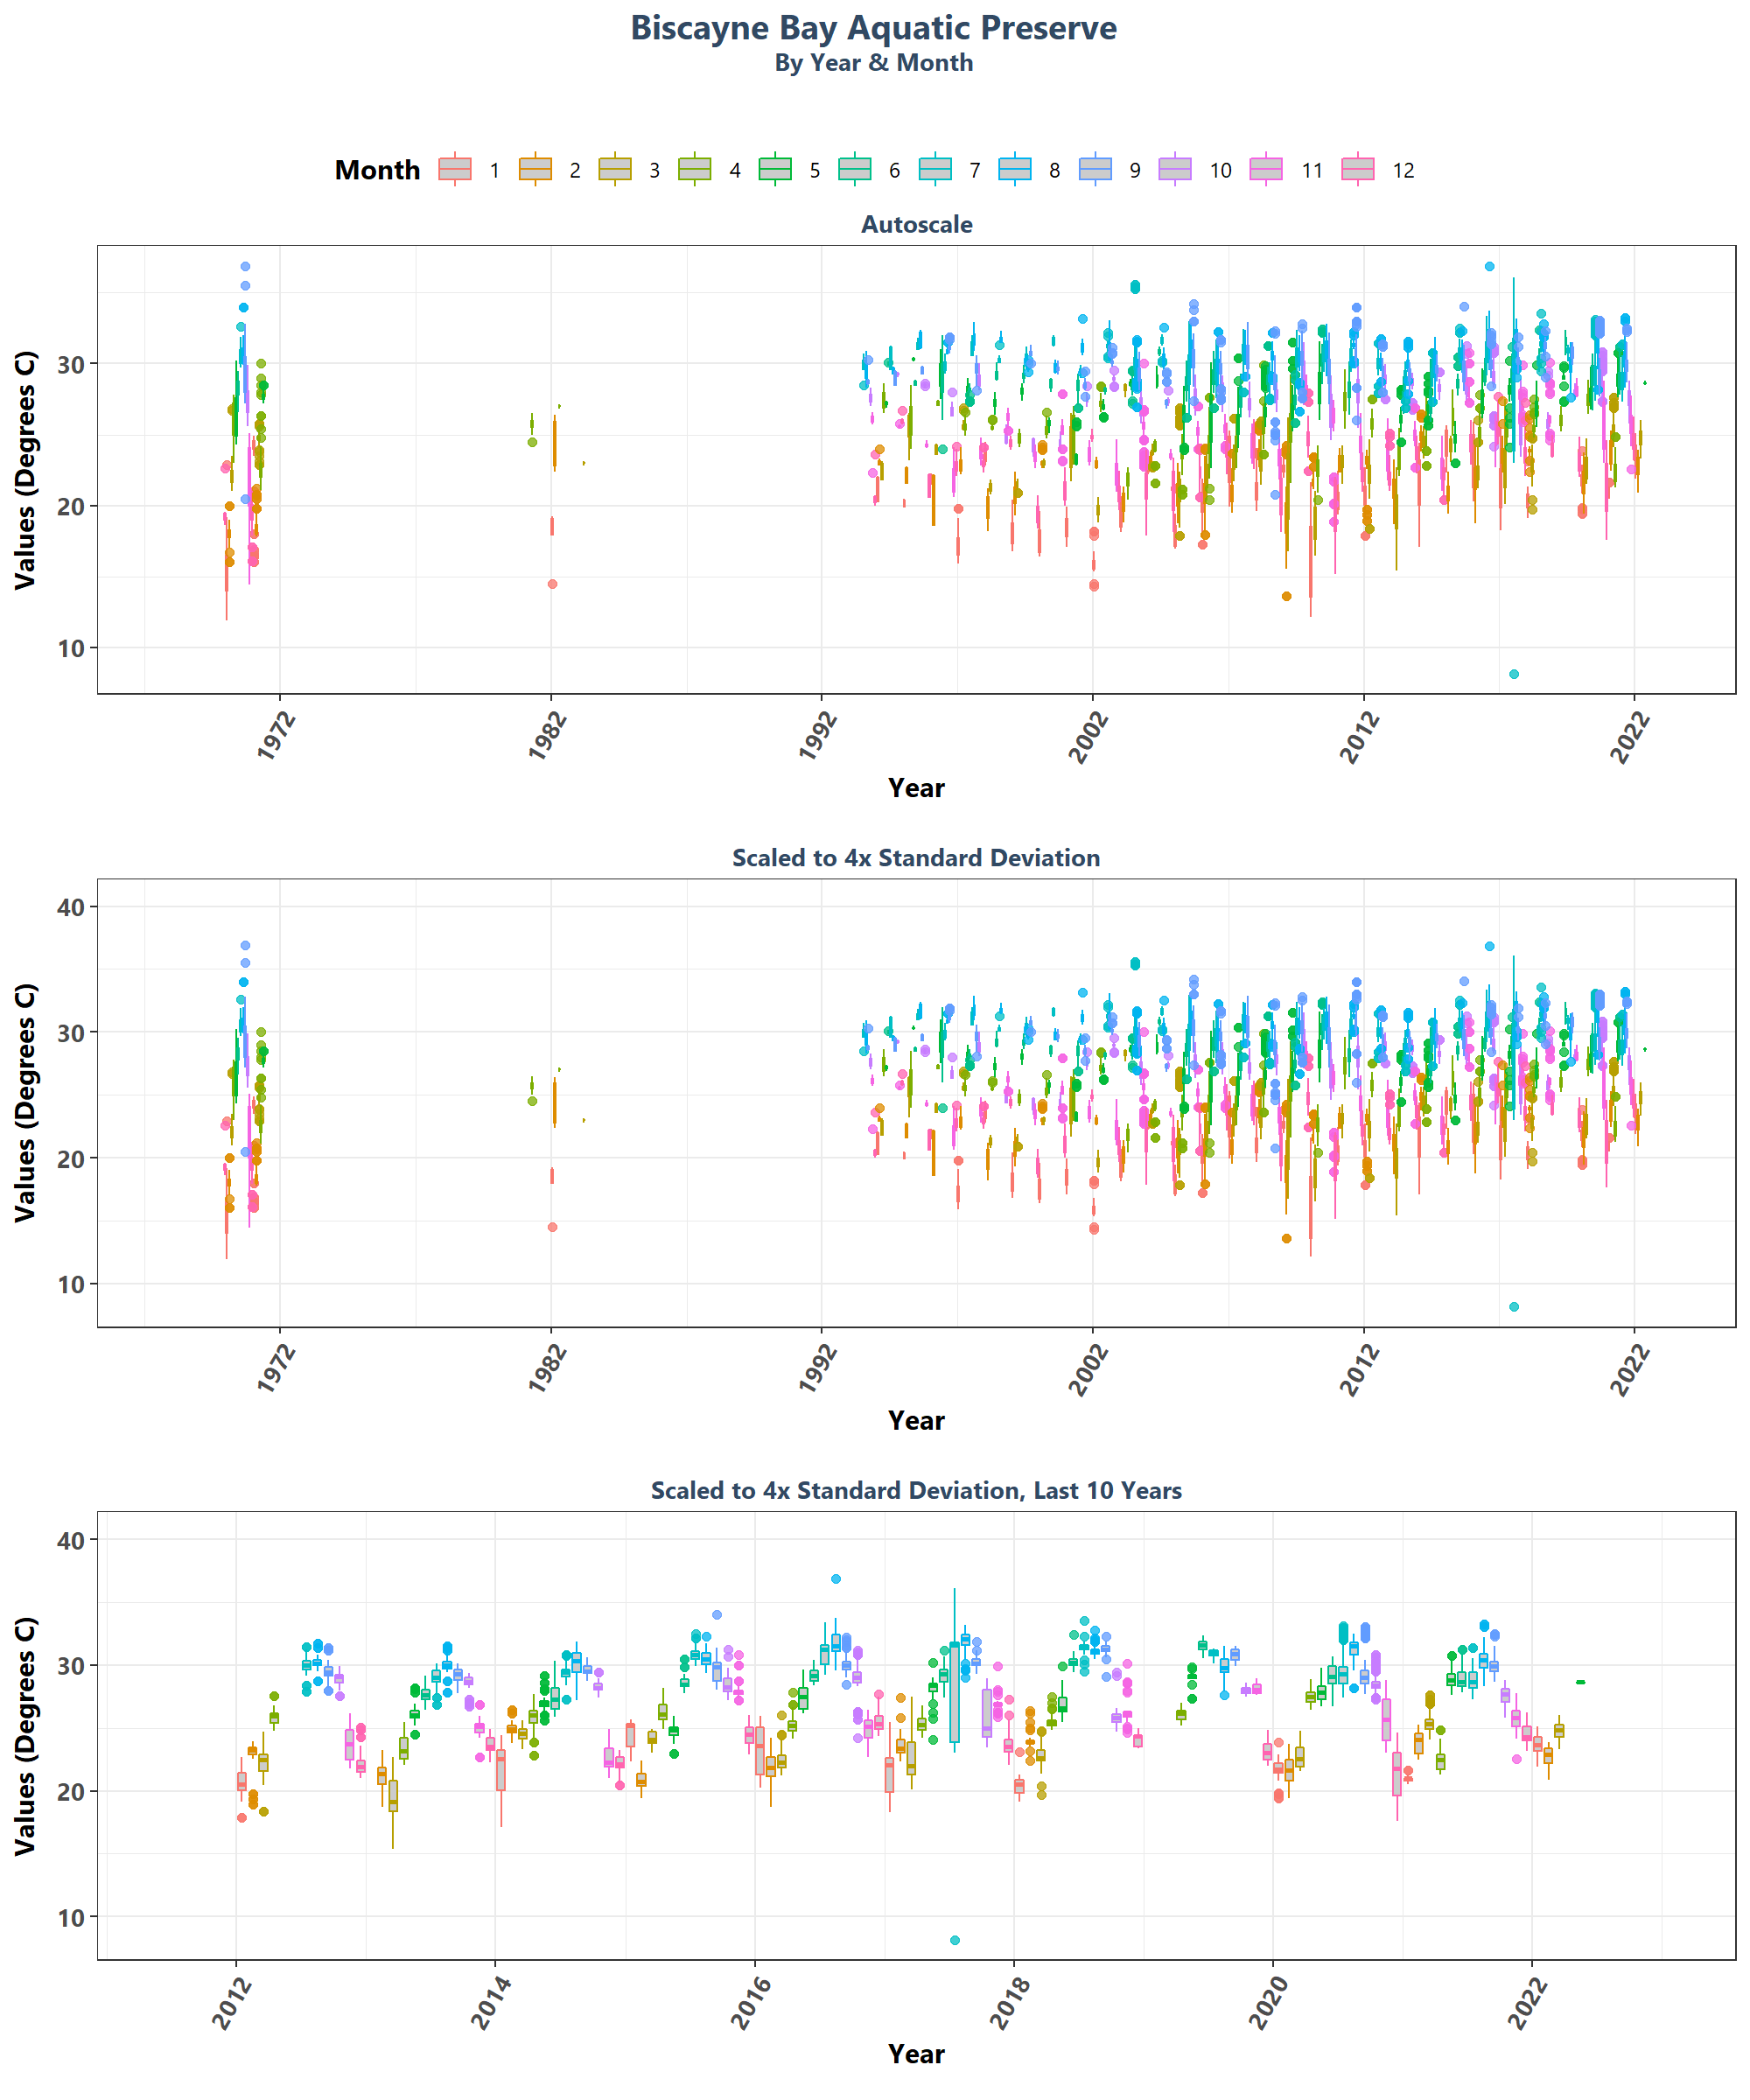 Biscayne Bay Aquatic Preserve
By Year & Month
Month 1 2 3 4 5 6 7 8 9 10 11 12
Autoscale
Values (Degrees C)
30
20
10
1972 1982 1992 2002 2012 2022
Year
Scaled to 4x Standard Deviation
Values (Degrees C)
40
30
20
10
1972 1982 1992 2002 2012 2022
Year
Scaled to 4x Standard Deviation, Last 10 Years
Values (Degrees C)
40
30
20
10
2012 2014 2016 2018 2020 2022
Year